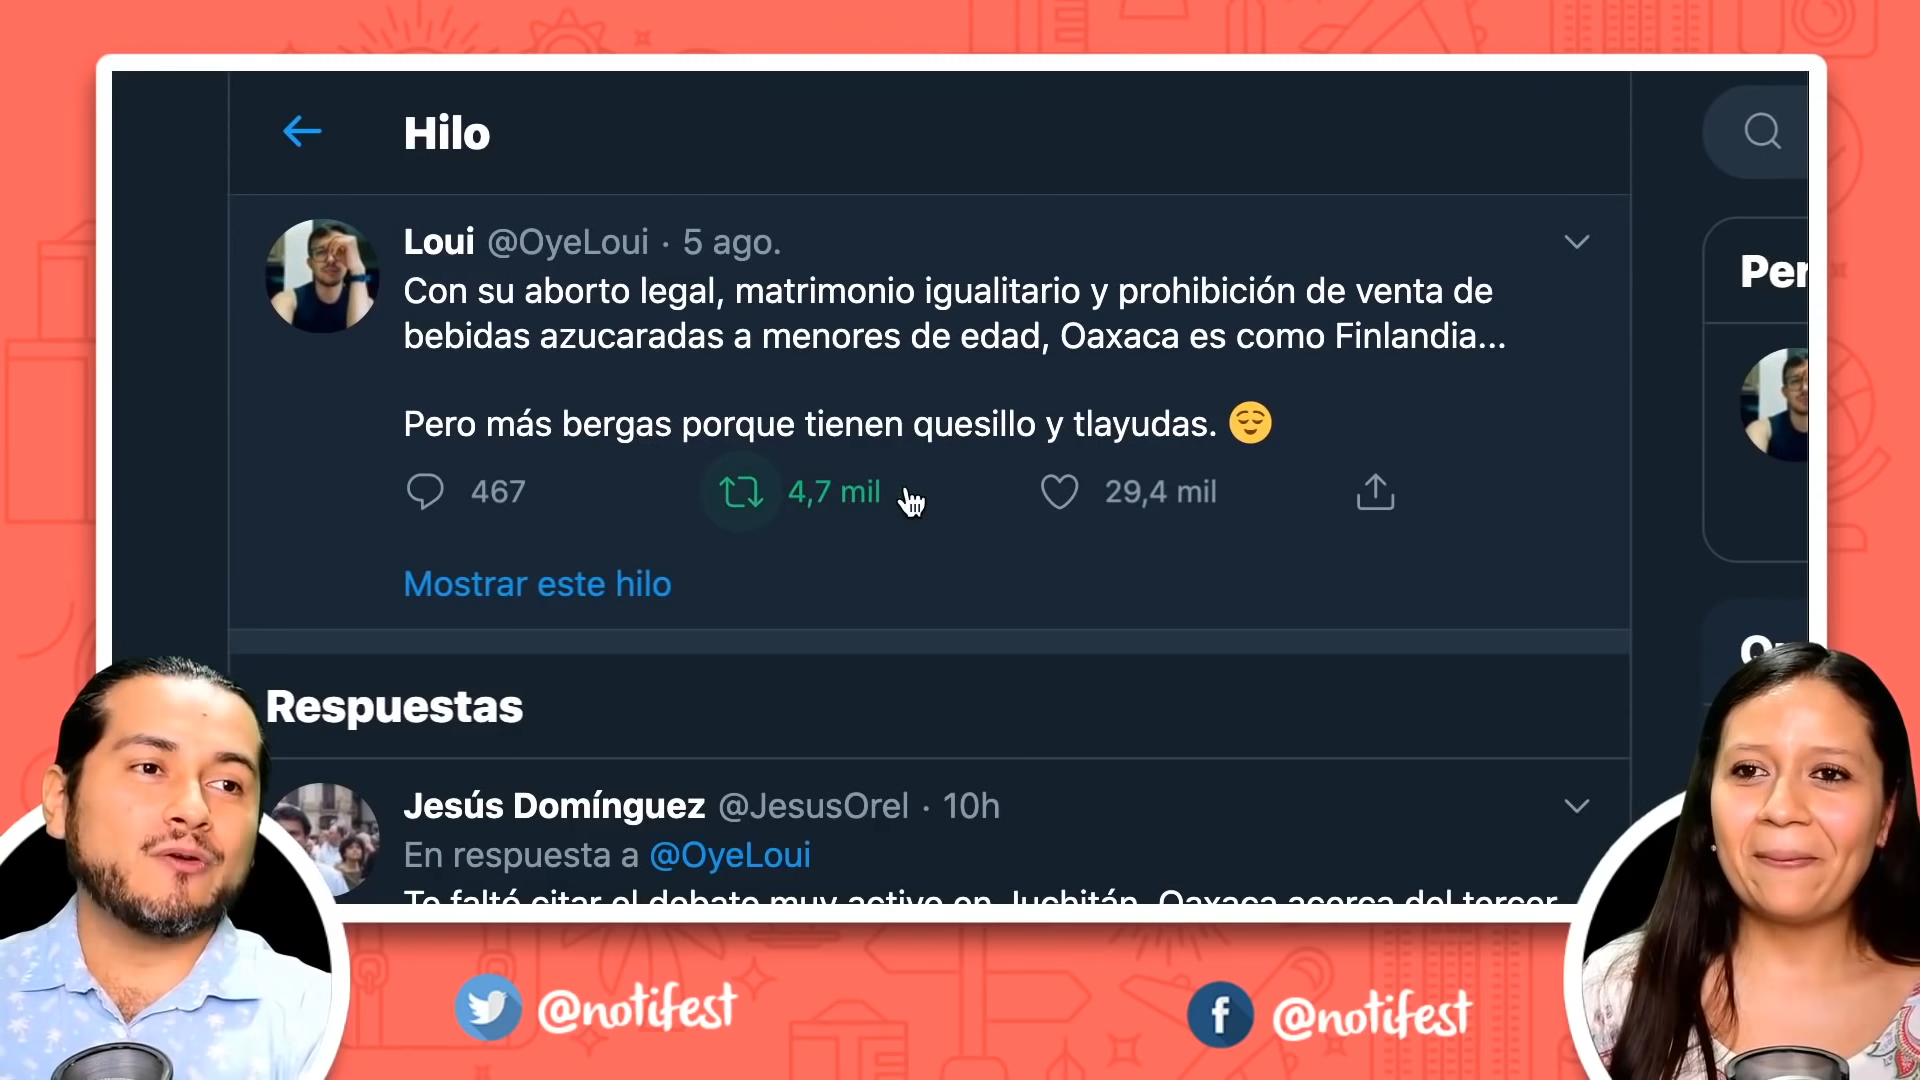 Hilo
Loui @OyeLoui · 5 ago.
Con su aborto legal, matrimonio igualitario y prohibición de venta de
bebidas azucaradas a menores de edad, Oaxaca es como Finlandia...
Pero más bergas porque tienen quesillo y tlayudas. 😌
467 4,7 mil 29,4 mil
Mostrar este hilo
Respuestas
Jesús Domínguez @JesusOrel · 10h
En respuesta a @OyeLoui
Te faltó citar el debate muy activo en Juchitán, Oaxaca acerca del tercer
Per
@notifest
@notifest